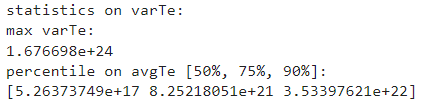 statistics on varTe:
max varTe:
1.676698e+24
percentile on avgTe [50%, 75%, 90%]:
[5.26373749e+17 8.25218051e+21 3.53397621e+22]